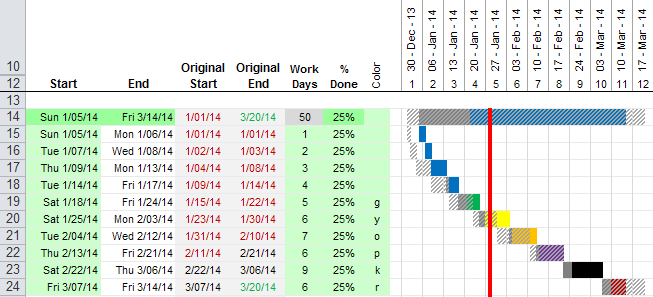 30 - Dec - 13 06 - Jan - 14 13 - Jan - 14 20 - Jan - 14 27 - Jan - 14 03 - Feb - 14 10 - Feb - 14 17 - Feb - 14 24 - Feb - 14 03 - Mar - 14 10 - Mar - 14 17 - Mar - 14
10 Original Original Work %
12 Start End Start End Days Done Color 1 2 3 4 5 6 7 8 9 10 11 12
13
14 Sun 1/05/14 Fri 3/14/14 1/01/14 3/20/14 50 25%
15 Sun 1/05/14 Mon 1/06/14 1/01/14 1/01/14 1 25%
16 Tue 1/07/14 Wed 1/08/14 1/02/14 1/03/14 2 25%
17 Thu 1/09/14 Mon 1/13/14 1/04/14 1/08/14 3 25%
18 Tue 1/14/14 Fri 1/17/14 1/09/14 1/14/14 4 25%
19 Sat 1/18/14 Fri 1/24/14 1/15/14 1/22/14 5 25% g
20 Sat 1/25/14 Mon 2/03/14 1/23/14 1/30/14 6 25% y
21 Tue 2/04/14 Wed 2/12/14 1/31/14 2/10/14 7 25% o
22 Thu 2/13/14 Fri 2/21/14 2/11/14 2/21/14 6 25% p
23 Sat 2/22/14 Thu 3/06/14 2/22/14 3/06/14 9 25% k
24 Fri 3/07/14 Fri 3/14/14 3/07/14 3/20/14 6 25% r